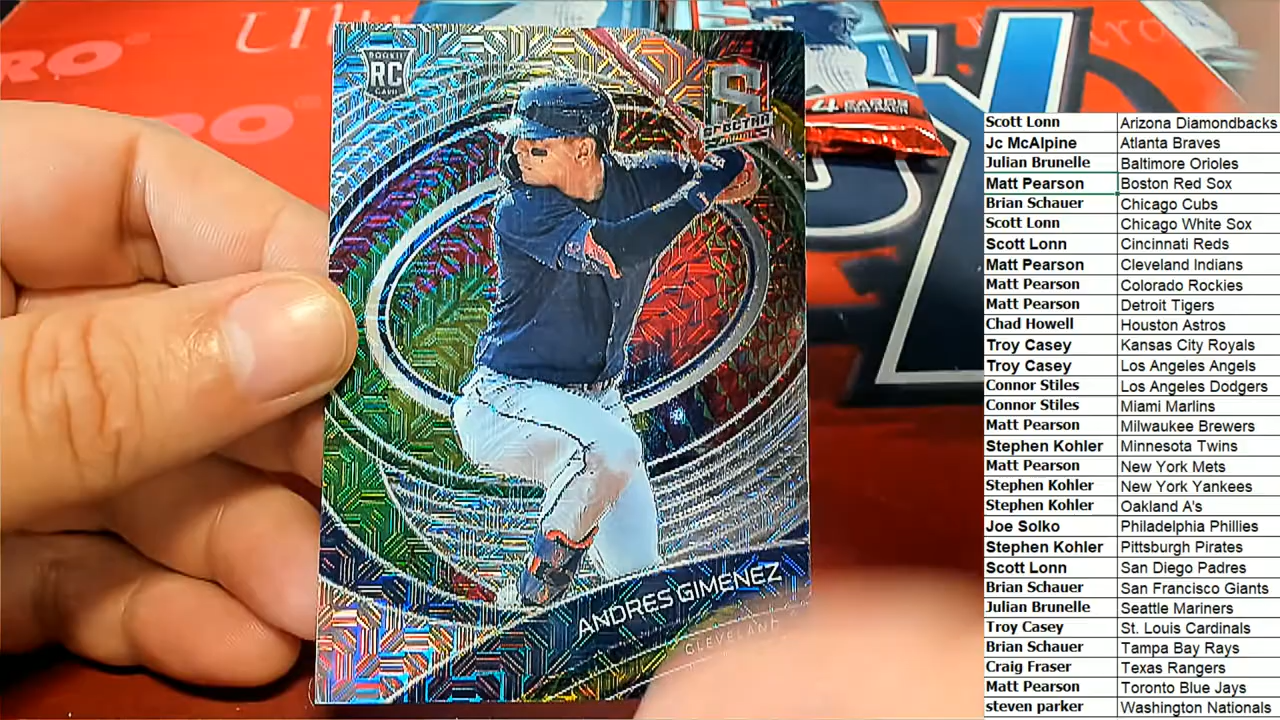 RO®
Ul
RO®
ro
ROOKIE
RC
CARD
S
SPECTRA
CARDS
ANDRES GIMENEZ
CLEVELAND
Scott Lonn Arizona Diamondbacks
Jc McAlpine Atlanta Braves
Julian Brunelle Baltimore Orioles
Matt Pearson Boston Red Sox
Brian Schauer Chicago Cubs
Scott Lonn Chicago White Sox
Scott Lonn Cincinnati Reds
Matt Pearson Cleveland Indians
Matt Pearson Colorado Rockies
Matt Pearson Detroit Tigers
Chad Howell Houston Astros
Troy Casey Kansas City Royals
Troy Casey Los Angeles Angels
Connor Stiles Los Angeles Dodgers
Connor Stiles Miami Marlins
Matt Pearson Milwaukee Brewers
Stephen Kohler Minnesota Twins
Matt Pearson New York Mets
Stephen Kohler New York Yankees
Stephen Kohler Oakland A's
Joe Solko Philadelphia Phillies
Stephen Kohler Pittsburgh Pirates
Scott Lonn San Diego Padres
Brian Schauer San Francisco Giants
Julian Brunelle Seattle Mariners
Troy Casey St. Louis Cardinals
Brian Schauer Tampa Bay Rays
Craig Fraser Texas Rangers
Matt Pearson Toronto Blue Jays
steven parker Washington Nationals